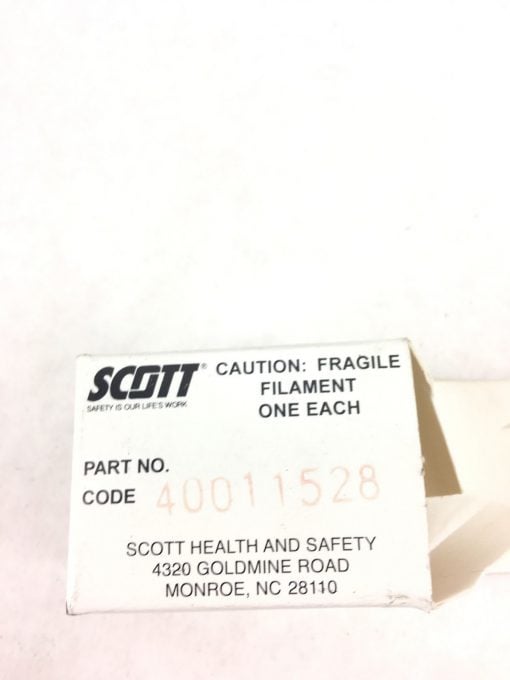 SCOTT®
SAFETY IS OUR LIFE'S WORK
CAUTION: FRAGILE
FILAMENT
ONE EACH
PART NO.
CODE 40011528
SCOTT HEALTH AND SAFETY
4320 GOLDMINE ROAD
MONROE, NC 28110